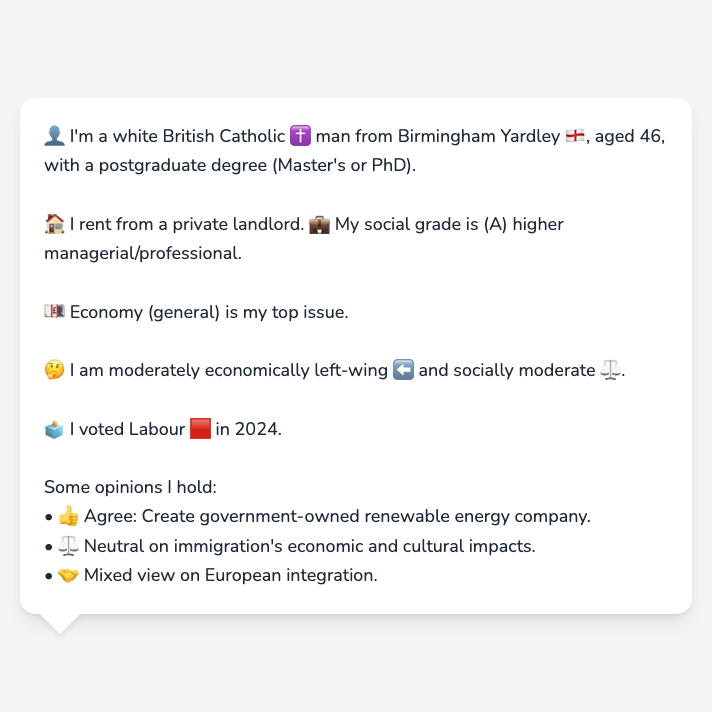 👤 I'm a white British Catholic ✝️ man from Birmingham Yardley 🏴󠁧󠁢󠁥󠁮󠁧󠁿, aged 46,
with a postgraduate degree (Master's or PhD).
🏠 I rent from a private landlord. 💼 My social grade is (A) higher
managerial/professional.
💷 Economy (general) is my top issue.
🤔 I am moderately economically left-wing ⬅️ and socially moderate ⚖️.
🗳️ I voted Labour 🟥 in 2024.
Some opinions I hold:
• 👍 Agree: Create government-owned renewable energy company.
• ⚖️ Neutral on immigration's economic and cultural impacts.
• 🤝 Mixed view on European integration.